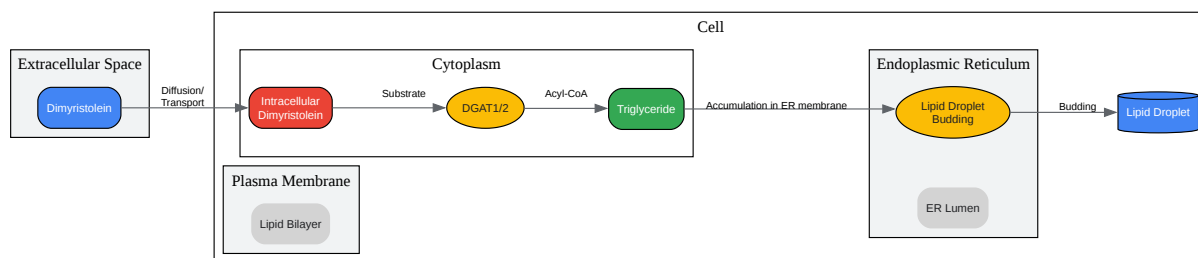 Cell
Extracellular Space
Cytoplasm
Endoplasmic Reticulum
Dimyristolein
Diffusion/
Transport
Intracellular
Dimyristolein
Substrate
DGAT1/2
Acyl-CoA
Triglyceride
Accumulation in ER membrane
Lipid Droplet
Budding
Budding
Lipid Droplet
Plasma Membrane
Lipid Bilayer
ER Lumen